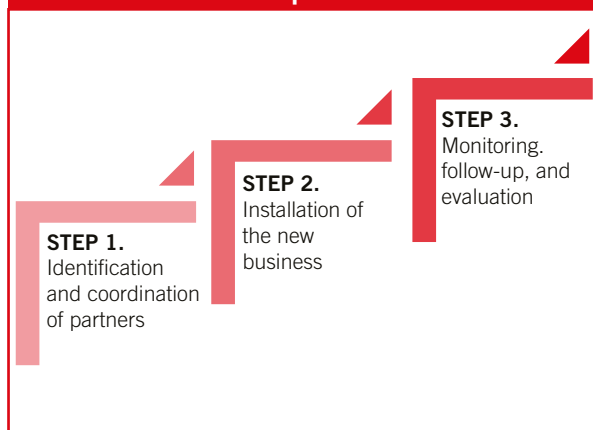 STEP 1.
Identification
and coordination
of partners
STEP 2.
Installation of
the new
business
STEP 3.
Monitoring.
follow-up, and
evaluation